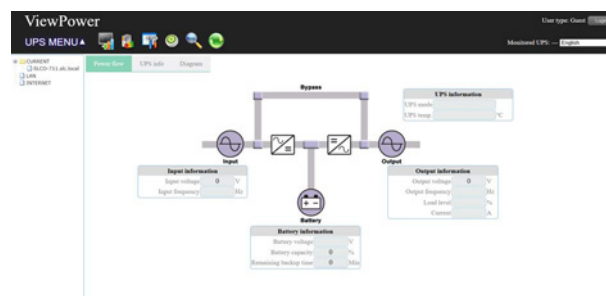 ViewPower
User type: Guest
UPS MENU
Monitored UPS: --- English
CURRENT
LAN
INTERNET
Power flow UPS info Diagram
Bypass
UPS information
UPS mode
UPS temp. °C
Input
Output
Input information
Input voltage 0 V
Input frequency Hz
Output information
Output voltage 0 V
Output frequency Hz
Load level %
Current A
Battery
Battery information
Battery voltage V
Battery capacity 0 %
Remaining backup time 0 Min